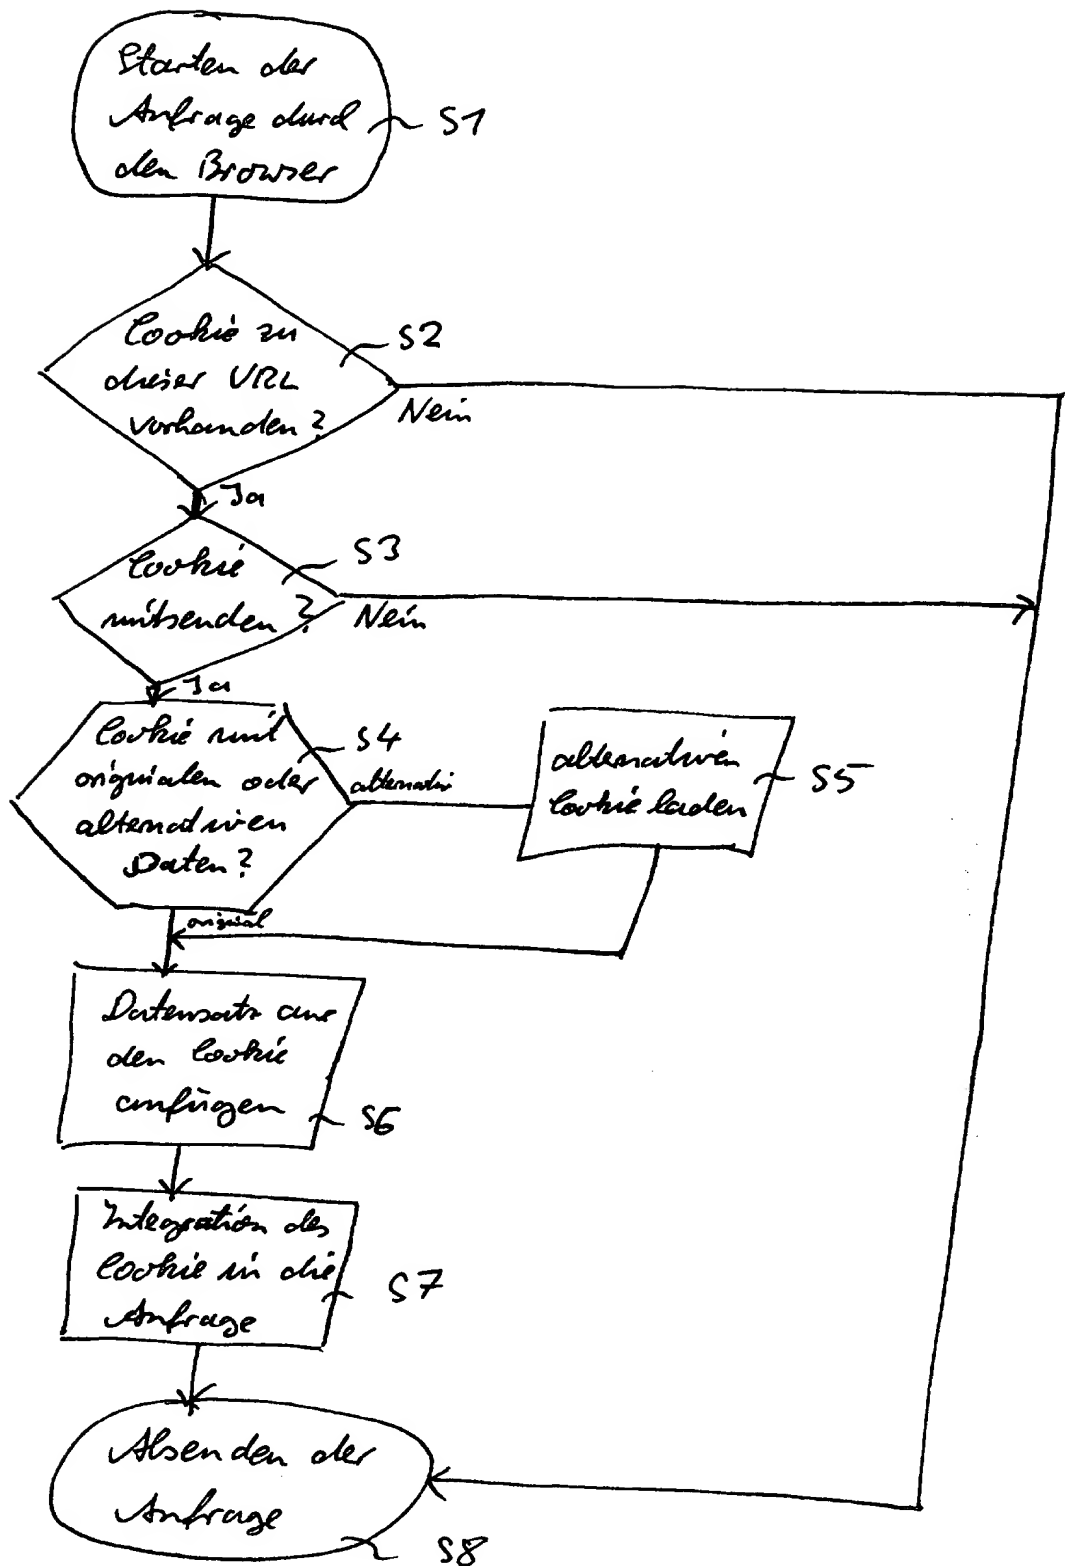 Starten der
Anfrage durch
den Browser
S1
Cookie zu
dieser URL
vorhanden?
S2
Nein
Ja
Cookie
mitsenden?
S3
Nein
Ja
Cookie mit
originalen oder
alternativen
Daten?
S4
alternativ
alternativen
Cookie laden
S5
original
Datensatz aus
den Cookie
anfügen
S6
Integration des
Cookie in die
Anfrage
S7
Absenden der
Anfrage
S8